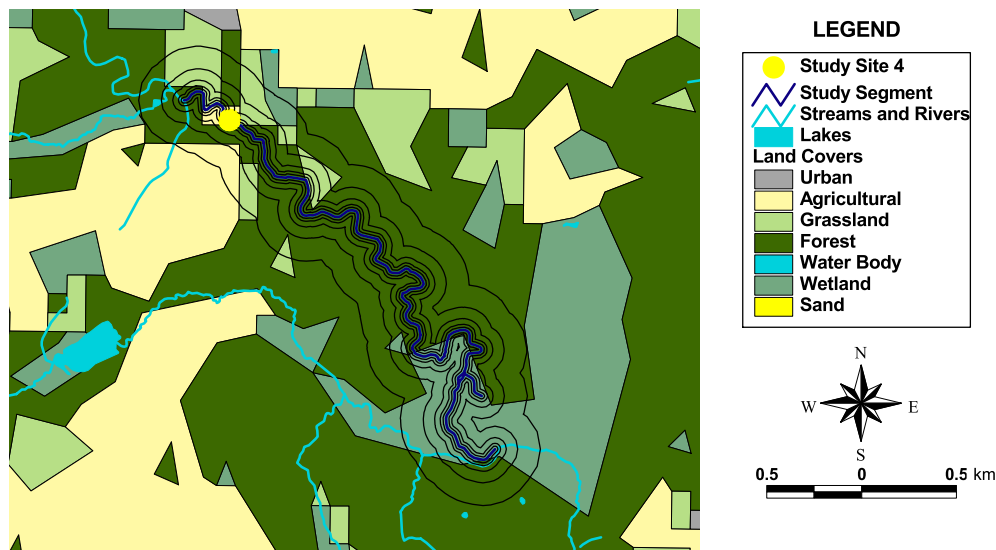 LEGEND
Study Site 4
Study Segment
Streams and Rivers
Lakes
Land Covers
Urban
Agricultural
Grassland
Forest
Water Body
Wetland
Sand
N
W E
S
0.5 0 0.5 km